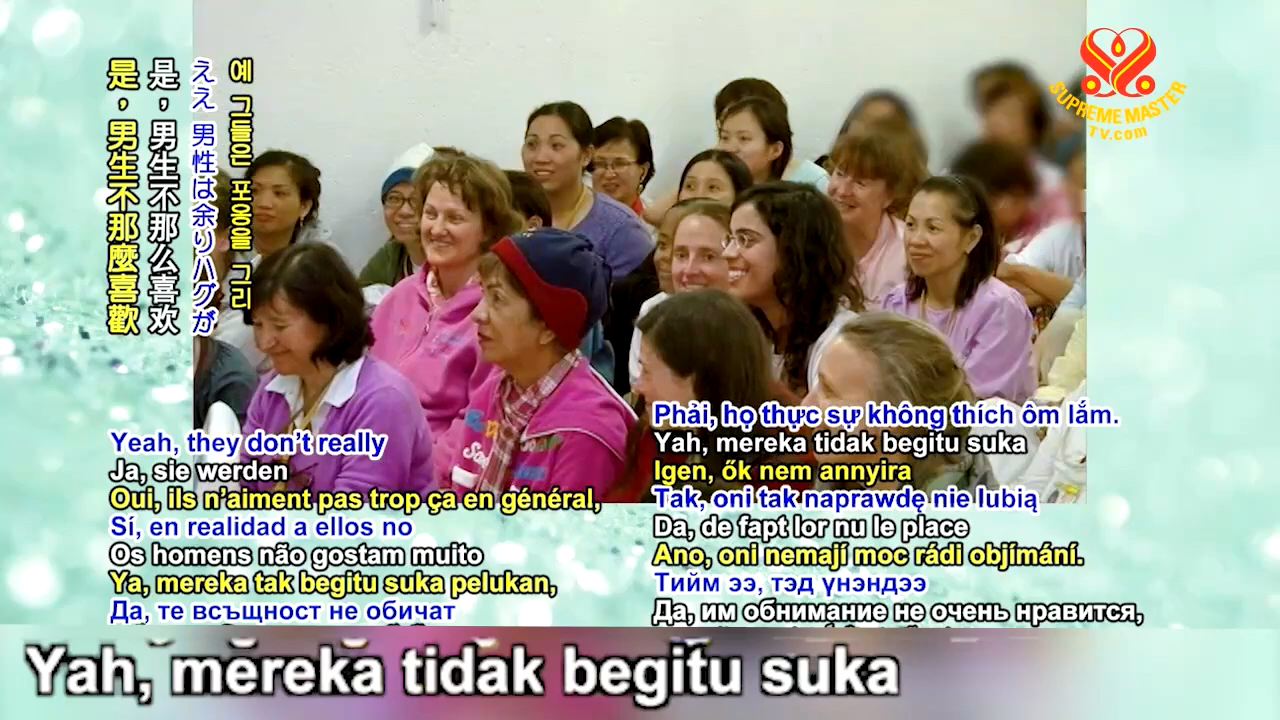 SUPREME MASTER
TV.com
예 그들은 포옹을 그리
ええ 男性は余りハグが
是，男生不那么喜欢
是，男生不那麼喜歡
Yeah, they don't really
Ja, sie werden
Oui, ils n'aiment pas trop ça en général,
Sí, en realidad a ellos no
Os homens não gostam muito
Ya, mereka tak begitu suka pelukan,
Да, те всъщност не обичат
Phải, họ thực sự không thích ôm lắm.
Yah, mereka tidak begitu suka
Igen, ők nem annyira
Tak, oni tak naprawdę nie lubią
Da, de fapt lor nu le place
Ano, oni nemají moc rádi objímání.
Тийм ээ, тэд үнэндээ
Да, им обнимание не очень нравится,
Yah, mereka tidak begitu suka